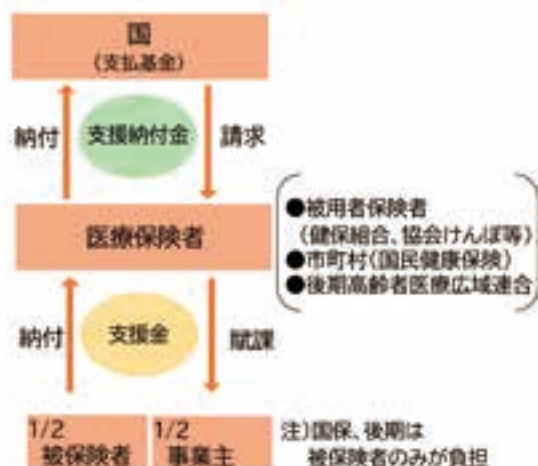 国
(支払基金)
納付
支援納付金
請求
医療保険者
●被用者保険者
(健保組合、協会けんぽ等)
●市町村(国民健康保険)
●後期高齢者医療広域連合
納付
支援金
賦課
1/2
被保険者
1/2
事業主
注)国保、後期は
被保険者のみが負担